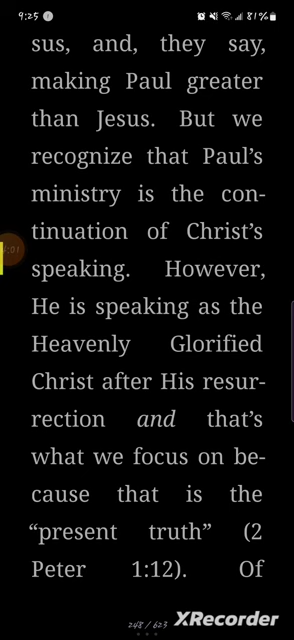 9:25
81%
sus, and, they say,
making Paul greater
than Jesus. But we
recognize that Paul’s
ministry is the con-
tinuation of Christ’s
speaking. However,
He is speaking as the
Heavenly Glorified
Christ after His resur-
rection and that’s
what we focus on be-
cause that is the
“present truth” (2
Peter 1:12). Of
248 / 623
XRecorder